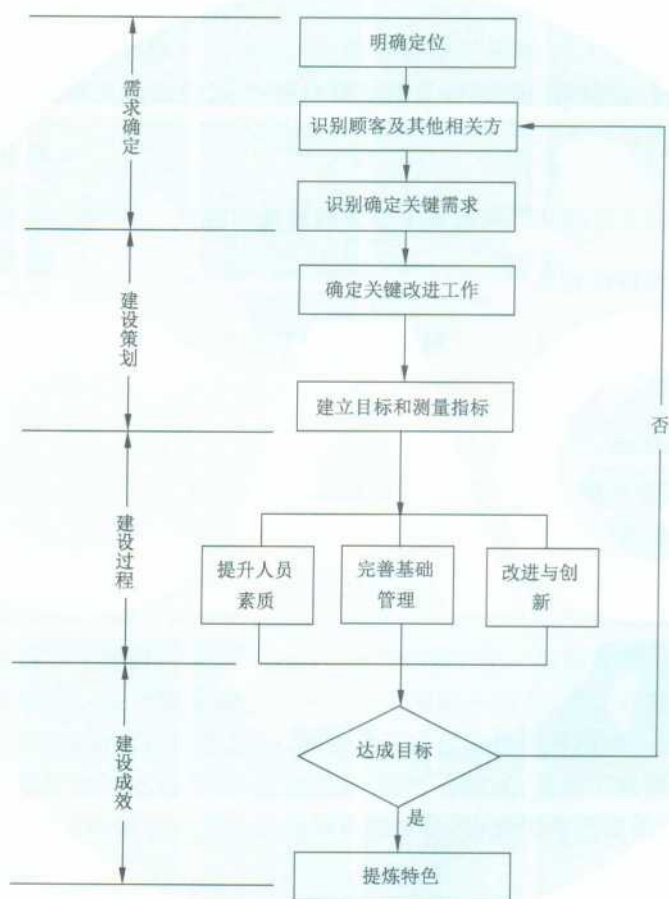 明确定位
需求确定
识别顾客及其他相关方
识别确定关键需求
建设策划
确定关键改进工作
建立目标和测量指标
否
建设过程
提升人员
素质
完善基础
管理
改进与创
新
建设成效
达成目标
是
提炼特色